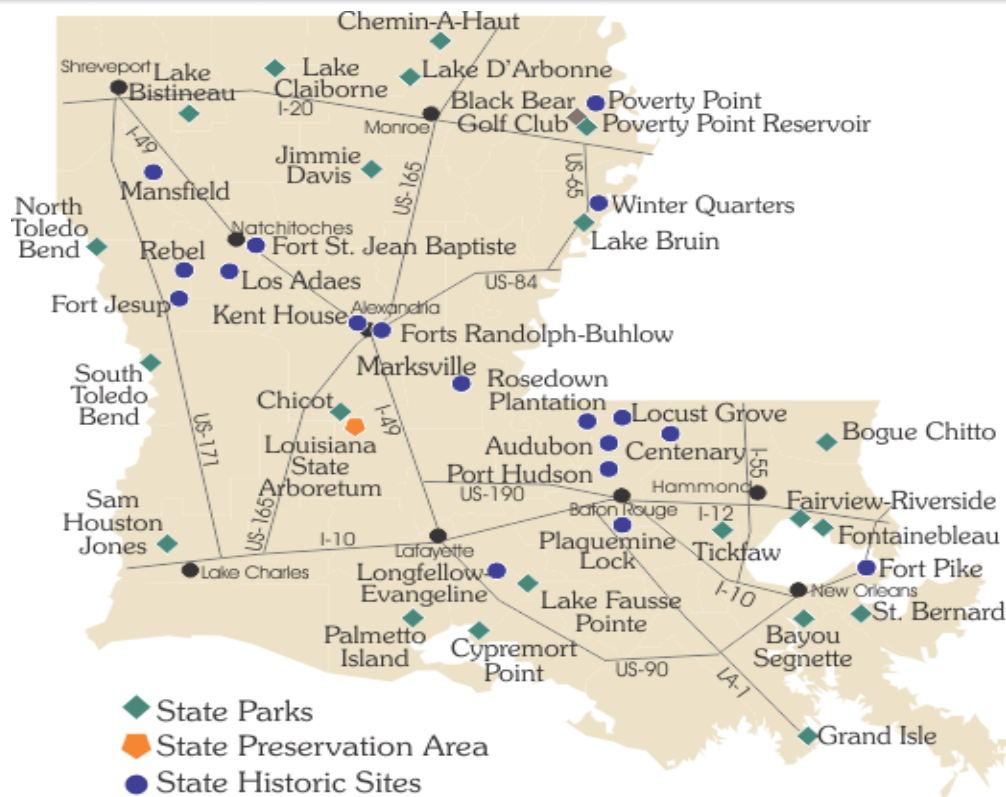 Chemin-A-Haut
Shreveport
Lake
Bistineau
Lake
Claiborne
Lake D'Arbonne
I-20
Monroe
Black Bear
Golf Club
Poverty Point
Poverty Point Reservoir
I-49
Mansfield
Jimmie
Davis
US-165
US-65
Winter Quarters
Lake Bruin
North
Toledo
Bend
Natchitoches
Fort St. Jean Baptiste
Rebel
Los Adaes
Fort Jesup
US-84
Alexandria
Kent House
Forts Randolph-Buhlow
Marksville
South
Toledo
Bend
US-171
Chicot
Louisiana
State
Arboretum
I-49
US-165
Rosedown
Plantation
Locust Grove
Audubon
Centenary
Port Hudson
US-190
I-55
Bogue Chitto
Hammond
Baton Rouge
I-12
Fairview-Riverside
Fontainebleau
Sam
Houston
Jones
I-10
Lake Charles
Lafayette
Plaquemine
Lock
Tickfaw
I-10
Fort Pike
New Orleans
St. Bernard
Longfellow-
Evangeline
Lake Fausse
Pointe
Bayou
Segnette
Palmetto
Island
Cypremort
Point
US-90
LA-1
Grand Isle
State Parks
State Preservation Area
State Historic Sites